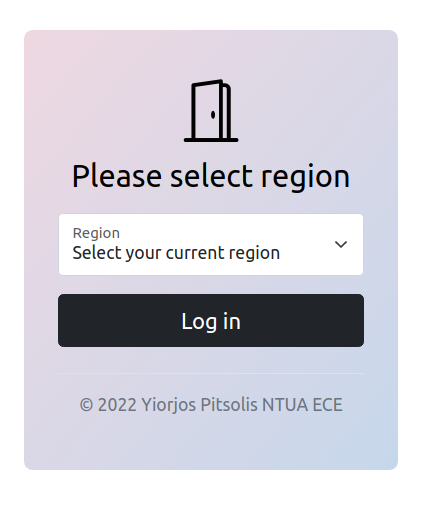 Please select region
Region
Select your current region
Log in
© 2022 Yiorjos Pitsolis NTUA ECE